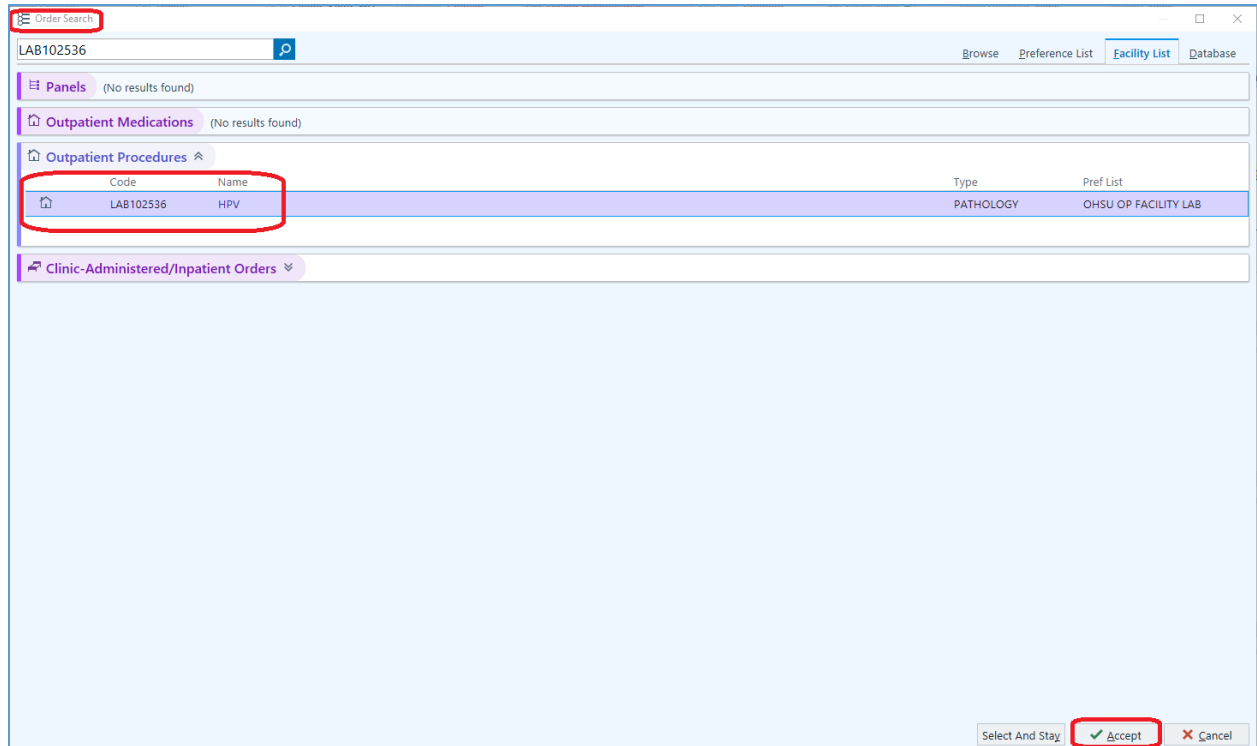 Order Search
LAB102536
Browse Preference List Facility List Database
Panels (No results found)
Outpatient Medications (No results found)
Outpatient Procedures
Code Name Type Pref List
LAB102536 HPV PATHOLOGY OHSU OP FACILITY LAB
Clinic-Administered/Inpatient Orders
Select And Stay Accept Cancel